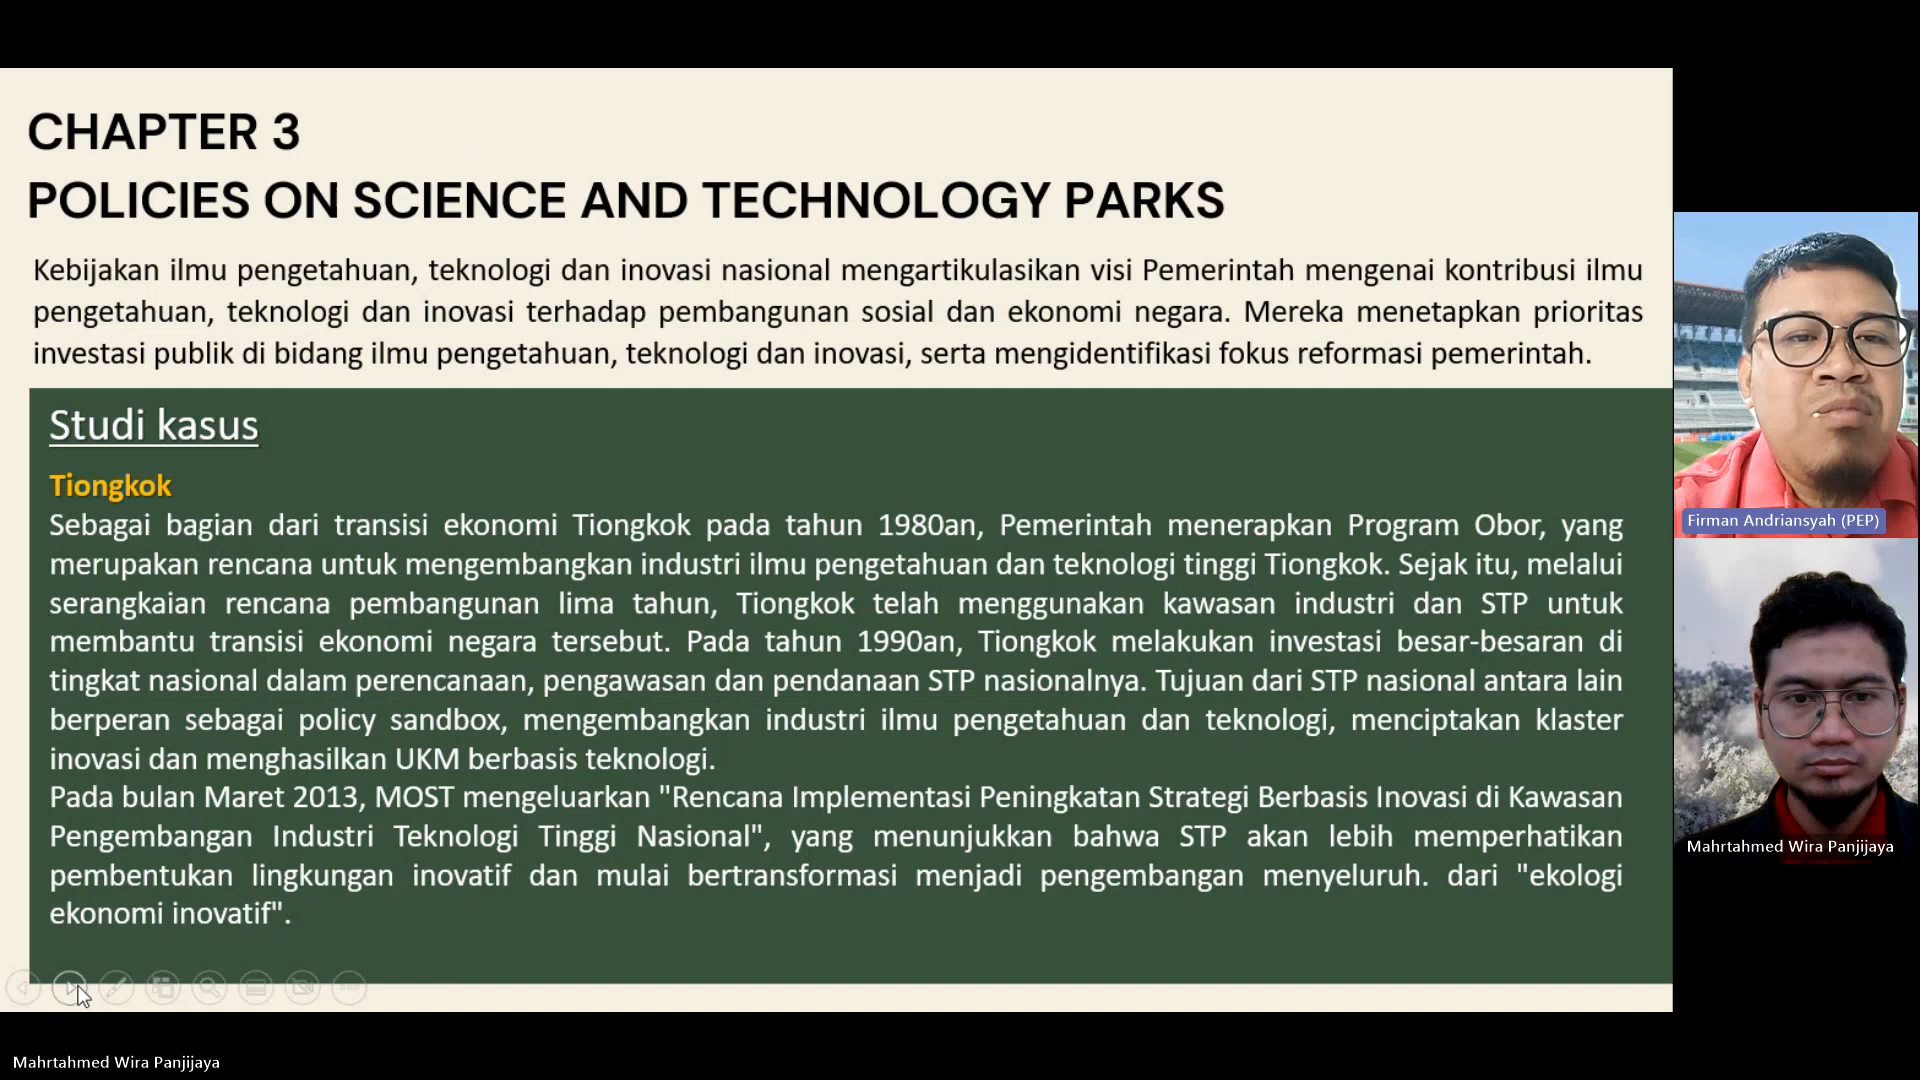 CHAPTER 3
POLICIES ON SCIENCE AND TECHNOLOGY PARKS
Kebijakan ilmu pengetahuan, teknologi dan inovasi nasional mengartikulasikan visi Pemerintah mengenai kontribusi ilmu
pengetahuan, teknologi dan inovasi terhadap pembangunan sosial dan ekonomi negara. Mereka menetapkan prioritas
investasi publik di bidang ilmu pengetahuan, teknologi dan inovasi, serta mengidentifikasi fokus reformasi pemerintah.
Studi kasus
Tiongkok
Sebagai bagian dari transisi ekonomi Tiongkok pada tahun 1980an, Pemerintah menerapkan Program Obor, yang
merupakan rencana untuk mengembangkan industri ilmu pengetahuan dan teknologi tinggi Tiongkok. Sejak itu, melalui
serangkaian rencana pembangunan lima tahun, Tiongkok telah menggunakan kawasan industri dan STP untuk
membantu transisi ekonomi negara tersebut. Pada tahun 1990an, Tiongkok melakukan investasi besar-besaran di
tingkat nasional dalam perencanaan, pengawasan dan pendanaan STP nasionalnya. Tujuan dari STP nasional antara lain
berperan sebagai policy sandbox, mengembangkan industri ilmu pengetahuan dan teknologi, menciptakan klaster
inovasi dan menghasilkan UKM berbasis teknologi.
Pada bulan Maret 2013, MOST mengeluarkan "Rencana Implementasi Peningkatan Strategi Berbasis Inovasi di Kawasan
Pengembangan Industri Teknologi Tinggi Nasional", yang menunjukkan bahwa STP akan lebih memperhatikan
pembentukan lingkungan inovatif dan mulai bertransformasi menjadi pengembangan menyeluruh. dari "ekologi
ekonomi inovatif".
Firman Andriansyah (PEP)
Mahrtahmed Wira Panjijaya
Mahrtahmed Wira Panjijaya